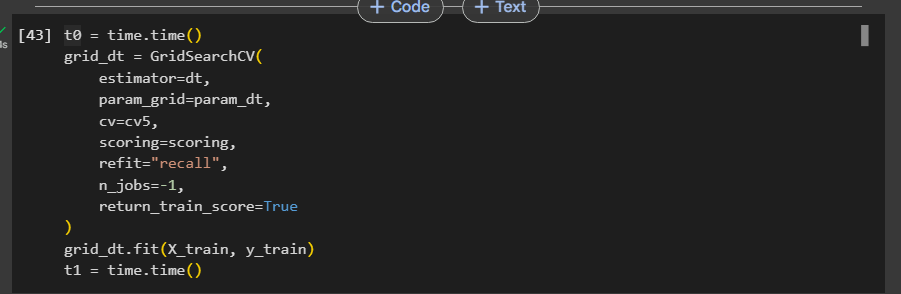 + Code + Text
[43] t0 = time.time()
grid_dt = GridSearchCV(
    estimator=dt,
    param_grid=param_dt,
    cv=cv5,
    scoring=scoring,
    refit="recall",
    n_jobs=-1,
    return_train_score=True
)
grid_dt.fit(X_train, y_train)
t1 = time.time()